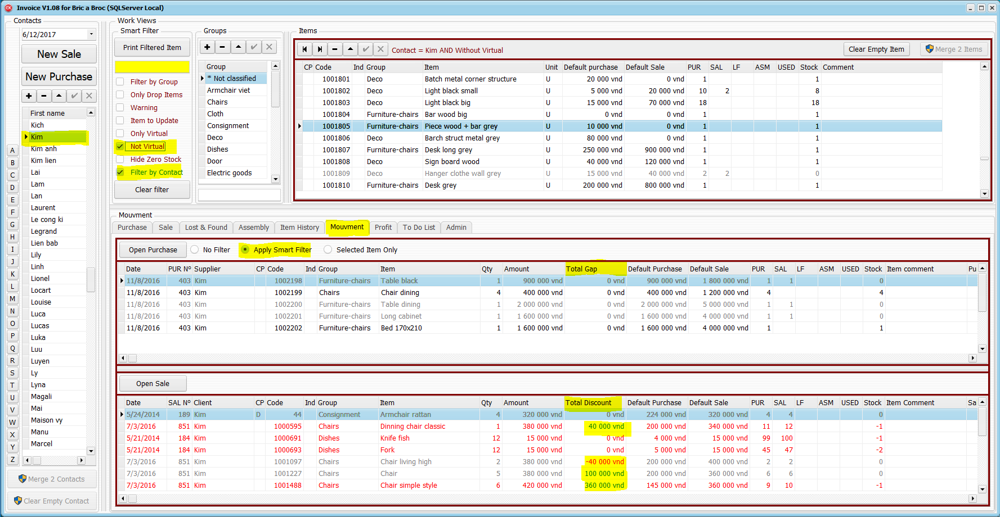 Invoice V1.08 for Bric a Broc (SQLServer Local)
Contacts
6/12/2017
New Sale
New Purchase
First name
Kich
Kim
Kim anh
Kim lien
Lai
Lam
Lan
Laurent
Le cong ki
Legrand
Lien bab
Lily
Linh
Lionel
Locart
Louise
Luca
Lucas
Luka
Luu
Luyen
Ly
Lyna
Magali
Mai
Maison vy
Manu
Marcel
A
B
C
D
E
F
G
H
I
J
K
L
M
N
O
P
Q
R
S
T
U
V
W
X
Y
Z
Merge 2 Contacts
Clear Empty Contact
Work Views
Smart Filter
Print Filtered Item
Filter by Group
Only Drop Items
Warning
Item to Update
Only Virtual
Not Virtual
Hide Zero Stock
Filter by Contact
Clear filter
Groups
Group
* Not classified
Armchair viet
Chairs
Cloth
Consignment
Deco
Dishes
Door
Electric goods
Items
Contact = Kim AND Without Virtual
Clear Empty Item
Merge 2 Items
CP Code Ind Group Item Unit Default purchase Default Sale PUR SAL LF ASM USED Stock Comment
1001801 Deco Batch metal corner structure U 20 000 vnd 0 vnd 1 1
1001802 Deco Light black small U 5 000 vnd 20 000 vnd 10 2 8
1001803 Deco Light black big U 15 000 vnd 70 000 vnd 18 18
1001804 Furniture-chairs Bar wood big U 0 vnd 0 vnd 1 1
1001805 Furniture-chairs Piece wood + bar grey U 10 000 vnd 0 vnd 1 1
1001806 Deco Barch struct metal grey U 80 000 vnd 0 vnd 1 1
1001807 Furniture-chairs Desk long grey U 250 000 vnd 900 000 vnd 1 1
1001808 Deco Sign board wood U 40 000 vnd 120 000 vnd 1 1
1001809 Deco Hanger clothe wall grey U 15 000 vnd 40 000 vnd 2 2 0
1001810 Furniture-chairs Desk grey U 200 000 vnd 800 000 vnd 1 1
Mouvment
Purchase Sale Lost & Found Assembly Item History Mouvment Profit To Do List Admin
Open Purchase No Filter Apply Smart Filter Selected Item Only
Date PUR N° Supplier CP Code Ind Group Item Qty Amount Total Gap Default Purchase Default Sale PUR SAL LF ASM USED Stock Item comment Pu
11/8/2016 403 Kim 1002198 Furniture-chairs Table black 1 900 000 vnd 0 vnd 900 000 vnd 1 800 000 vnd 1 1 0
11/8/2016 403 Kim 1002199 Chairs Chair dining 4 400 000 vnd 0 vnd 400 000 vnd 1 200 000 vnd 4 4
11/8/2016 403 Kim 1002200 Furniture-chairs Table dining 1 2 000 000 vnd 0 vnd 2 000 000 vnd 5 000 000 vnd 1 1 0
11/8/2016 403 Kim 1002201 Furniture-chairs Long cabinet 1 1 600 000 vnd 0 vnd 1 600 000 vnd 4 000 000 vnd 1 1 0
11/8/2016 403 Kim 1002202 Furniture-chairs Bed 170x210 1 1 600 000 vnd 0 vnd 1 600 000 vnd 4 000 000 vnd 1 1
Open Sale
Date SAL N° Client CP Code Ind Group Item Qty Amount Total Discount Default Purchase Default Sale PUR SAL LF ASM USED Stock Item Comment Sa
5/24/2014 189 Kim D 44 Consignment Armchair rattan 4 320 000 vnd 0 vnd 224 000 vnd 320 000 vnd 4 4 0
7/3/2016 851 Kim 1000595 Chairs Dinning chair classic 1 380 000 vnd 40 000 vnd 200 000 vnd 340 000 vnd 11 12 -1
5/21/2014 184 Kim 1000691 Dishes Knife fish 12 15 000 vnd 0 vnd 4 000 vnd 15 000 vnd 99 100 -1
5/21/2014 184 Kim 1000693 Dishes Fork 12 15 000 vnd 0 vnd 5 000 vnd 15 000 vnd 45 47 -2
7/3/2016 851 Kim 1001097 Chairs Chair living high 2 380 000 vnd -40 000 vnd 200 000 vnd 400 000 vnd 2 2 0
7/3/2016 851 Kim 1001227 Chairs Chair 5 380 000 vnd 100 000 vnd 200 000 vnd 360 000 vnd 6 6 0
7/3/2016 851 Kim 1001488 Chairs Chair simple style 6 420 000 vnd 360 000 vnd 145 000 vnd 360 000 vnd 9 10 -1